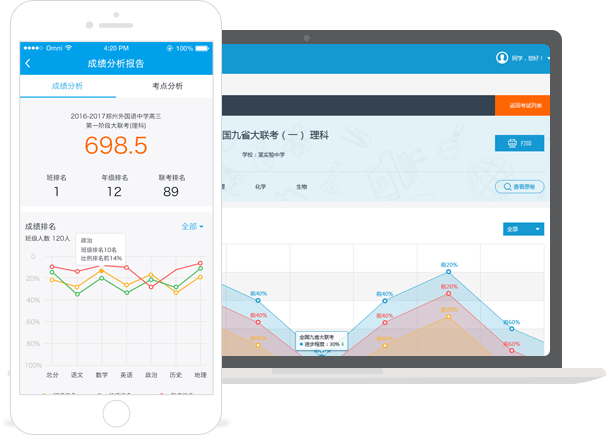 Omni
4:20 PM
100%
成绩分析报告
成绩分析
考点分析
2016-2017郑州外国语中学高三
第一阶段大联考(理科)
698.5
班排名
年级排名
联考排名
1
12
89
成绩排名
全部
班级人数 120人
政治
班级排名10名
比例排名前14%
0
20%
40%
60%
80%
100%
总分
语文
数学
英语
政治
历史
地理
同学，您好！
返回考试列表
国九省大联考（一）理科
学校：某实验中学
打印
化学
生物
查看原卷
全部
前40%
前40%
前40%
前40%
前20%
前20%
前20%
前60%
前60%
全国九省大联考
进步程度：30%